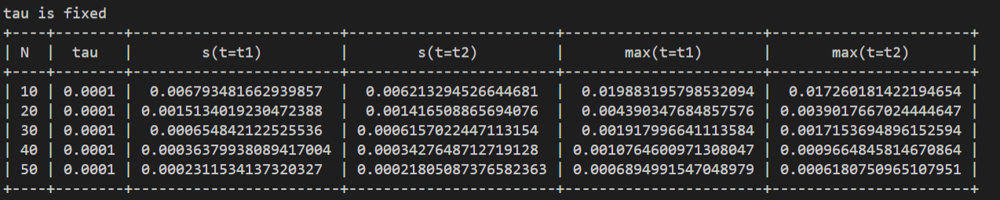 tau is fixed
+----+--------+------------------------+------------------------+------------------------+-----------------------+
| N | tau | s(t=t1) | s(t=t2) | max(t=t1) | max(t=t2) |
+----+--------+------------------------+------------------------+------------------------+-----------------------+
| 10 | 0.0001 | 0.006793481662939857 | 0.006213294526644681 | 0.019883195798532094 | 0.017260181422194654 |
| 20 | 0.0001 | 0.0015134019230472388 | 0.001416508865694076 | 0.004390347684857576 | 0.0039017667024444647 |
| 30 | 0.0001 | 0.000654842122525536 | 0.0006157022447113154 | 0.001917996641113584 | 0.0017153694896152594 |
| 40 | 0.0001 | 0.00036379938089417004 | 0.0003427648712719128 | 0.0010764600971308047 | 0.0009664845814670864 |
| 50 | 0.0001 | 0.0002311534137320327 | 0.00021805087376582363 | 0.0006894991547048979 | 0.0006180750965107951 |
+----+--------+------------------------+------------------------+------------------------+-----------------------+